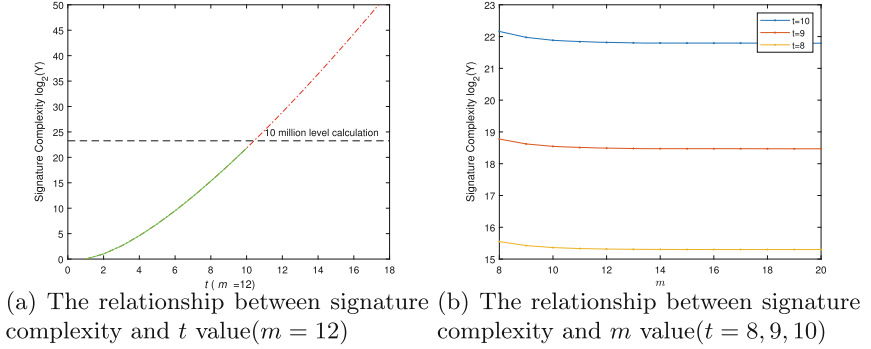 50
45
40
35
30
25
20
15
10
5
0
Signature Complexity log2(Y)
10 million level calculation
0 2 4 6 8 10 12 14 16 18
t ( m =12)
23
22
21
20
19
18
17
16
15
Signature Complexity log2(Y)
t=10
t=9
t=8
8 10 12 14 16 18 20
m
(a) The relationship between signature
complexity and t value(m = 12)
(b) The relationship between signature
complexity and m value(t = 8, 9, 10)